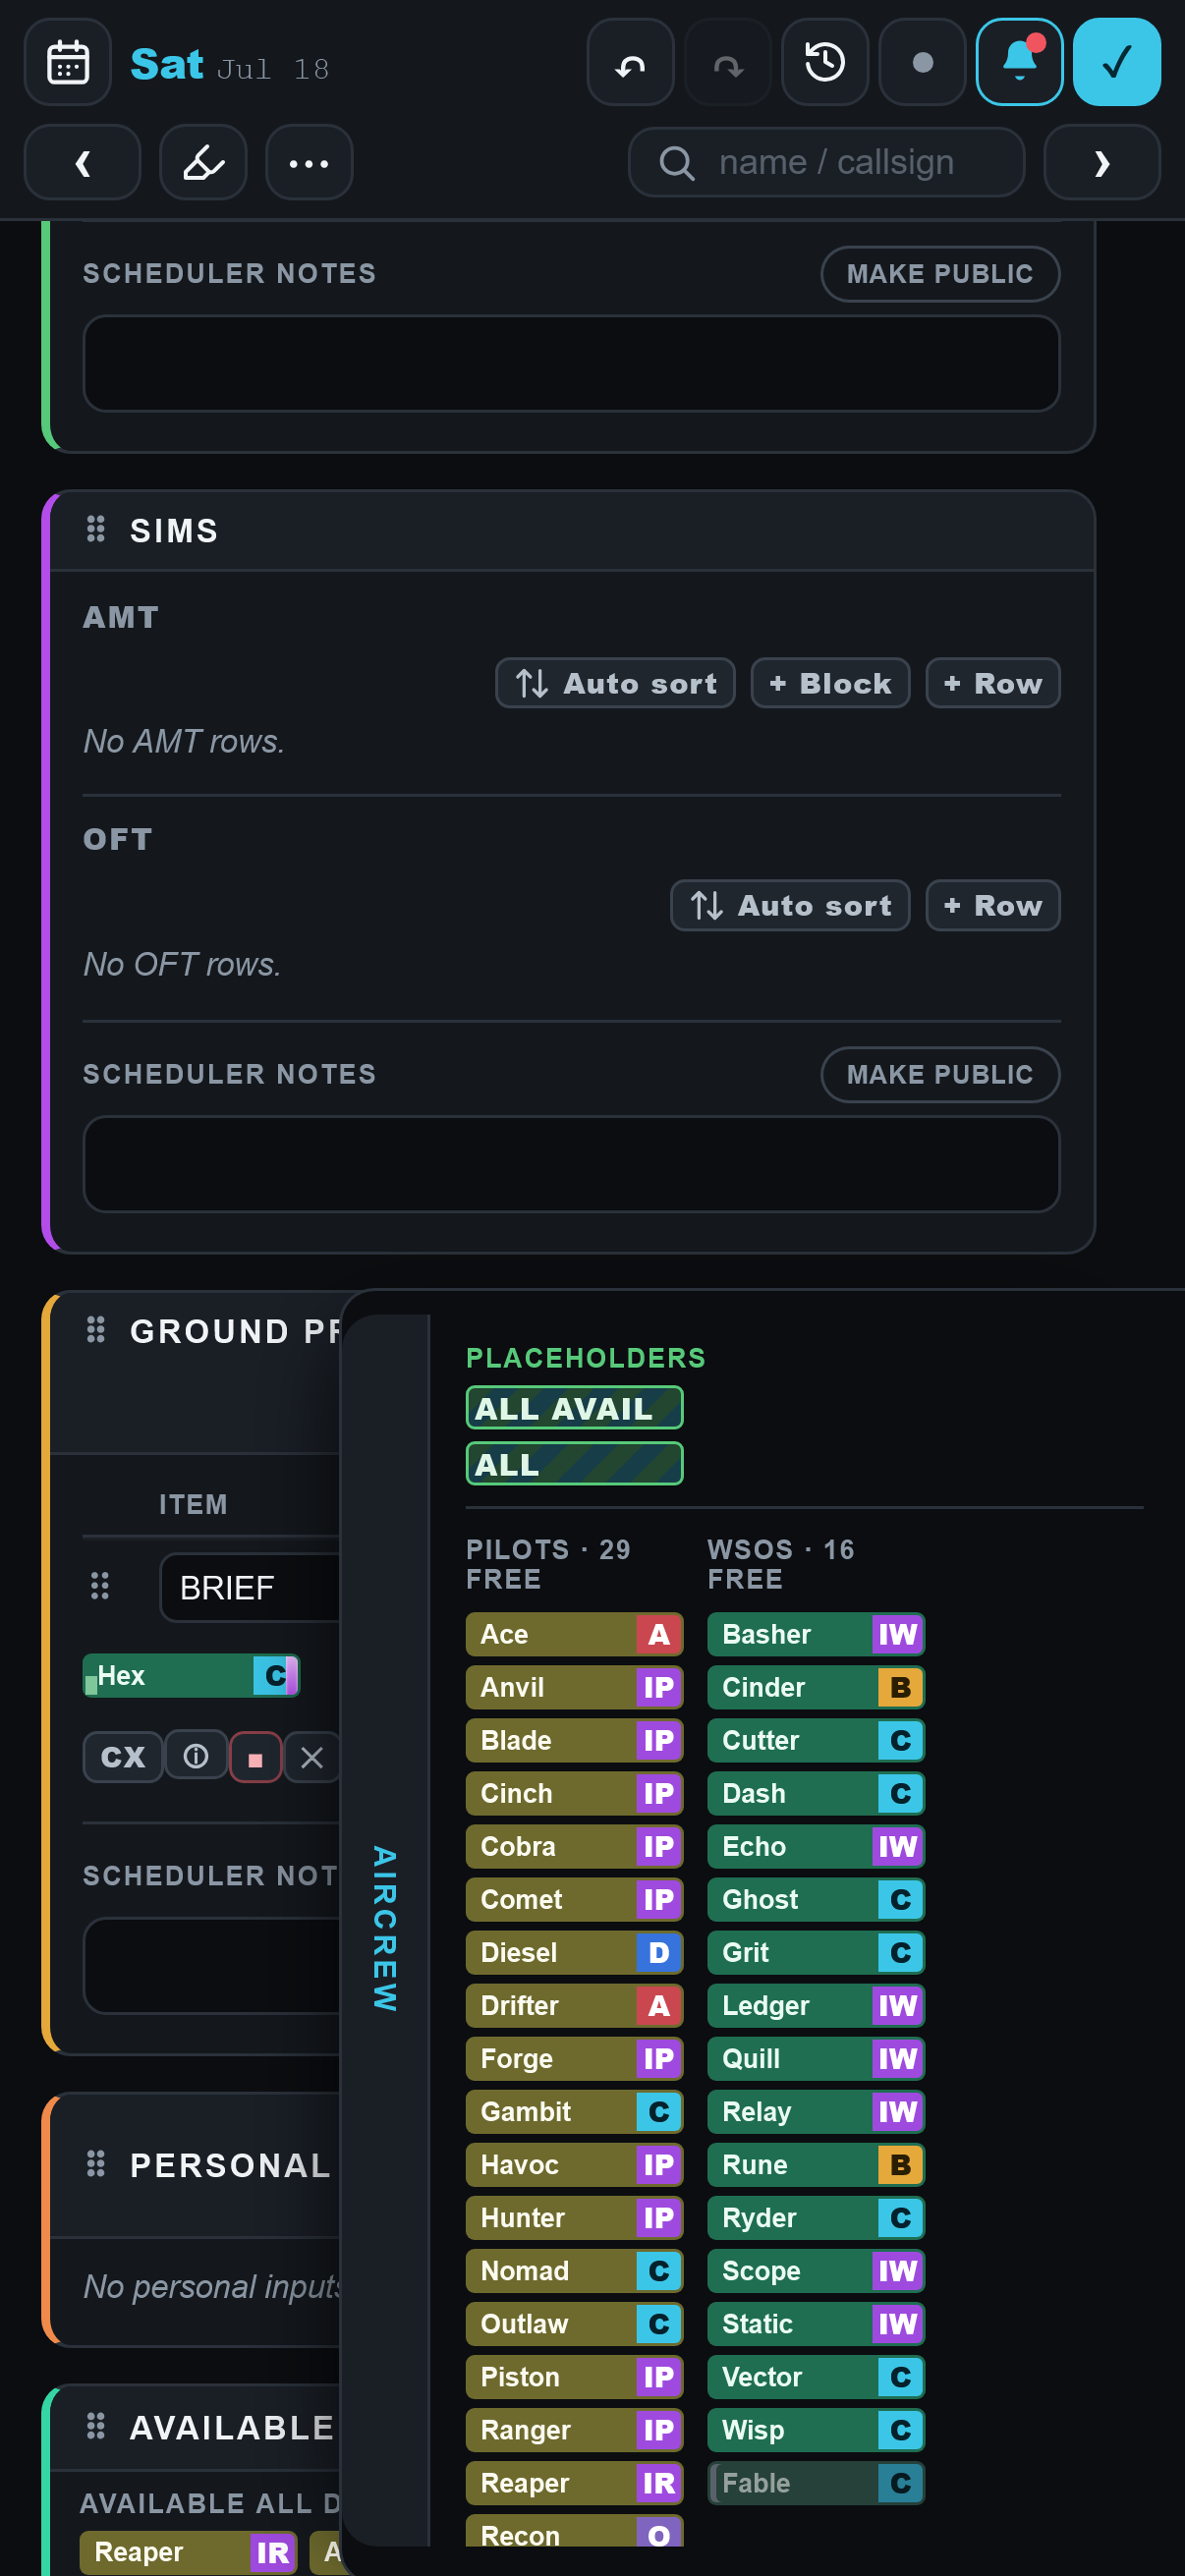 Sat Jul 18
name / callsign
SCHEDULER NOTES
MAKE PUBLIC
SIMS
AMT
Auto sort
+ Block
+ Row
No AMT rows.
OFT
Auto sort
+ Row
No OFT rows.
SCHEDULER NOTES
MAKE PUBLIC
GROUND PR
ITEM
BRIEF
Hex C
CX
SCHEDULER NOT
PERSONAL
No personal inputs
AVAILABLE
AVAILABLE ALL D
Reaper IR
A
AIRCREW
PLACEHOLDERS
ALL AVAIL
ALL
PILOTS · 29
FREE
Ace A
Anvil IP
Blade IP
Cinch IP
Cobra IP
Comet IP
Diesel D
Drifter A
Forge IP
Gambit C
Havoc IP
Hunter IP
Nomad C
Outlaw C
Piston IP
Ranger IP
Reaper IR
Recon O
WSOS · 16
FREE
Basher IW
Cinder B
Cutter C
Dash C
Echo IW
Ghost C
Grit C
Ledger IW
Quill IW
Relay IW
Rune B
Ryder C
Scope IW
Static IW
Vector C
Wisp C
Fable C